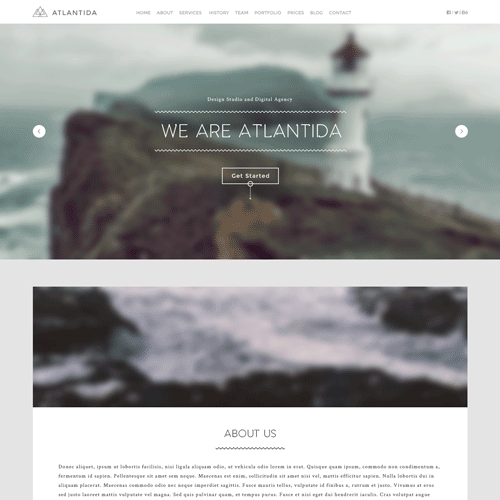 ATLANTIDA
HOME ABOUT SERVICES HISTORY TEAM PORTFOLIO PRICES BLOG CONTACT
Design Studio and Digital Agency
WE ARE ATLANTIDA
Get Started
ABOUT US
Donec aliquet, ipsum at lobortis facilisis, nisi ligula aliquam odio, ut vehicula odio lorem in erat. Quisque quam ipsum, commodo non condimentum a,
fermentum id sapien. Pellentesque sit amet sem neque. Maecenas est enim, sollicitudin sit amet nisi vel, mattis efficitur sapien. Nulla lobortis dui in
aliquam placerat. Maecenas commodo odio nec neque imperdiet sagittis. Fusce mauris tellus, vulputate id arcu at, facilisis a, rutrum et justo. Vivamus at eros
sed justo laoreet mattis vulputate vel magna. Sed quis pulvinar quam, et tempus purus. Fusce et nisi eget dui hendrerit iaculis. Cras volutpat augue